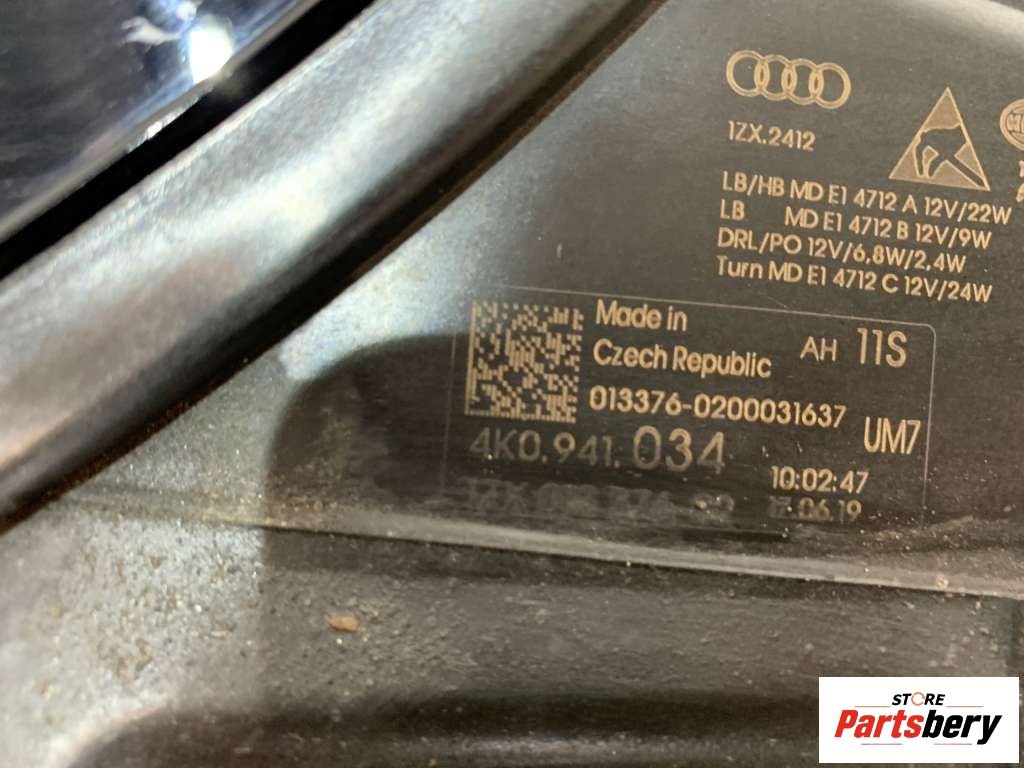 1ZX.2412
LB/HB MD E1 4712 A 12V/22W
LB MD E1 4712 B 12V/9W
DRL/PO 12V/6,8W/2,4W
Turn MD E1 4712 C 12V/24W
Made in
Czech Republic
AH 11S
013376-0200031637
UM7
4K0.941.034
10:02:47
.06.19
STORE
Partsbery